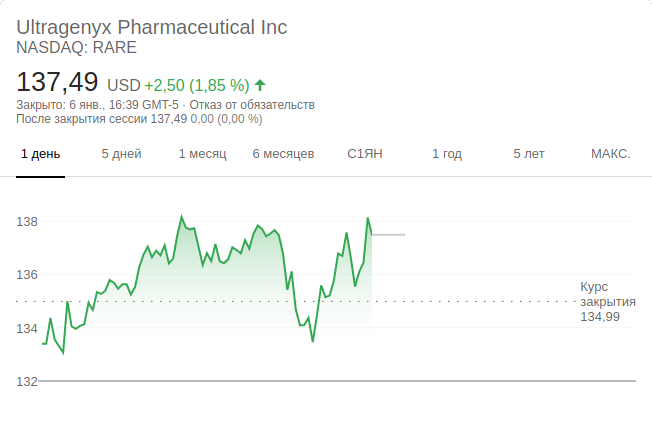 Ultragenyx Pharmaceutical Inc
NASDAQ: RARE
137,49 USD +2,50 (1,85 %)
Закрыто: 6 янв., 16:39 GMT-5 · Отказ от обязательств
После закрытия сессии 137,49 0,00 (0,00 %)
1 день 5 дней 1 месяц 6 месяцев С1ЯН 1 год 5 лет МАКС.
138
136
Курс
закрытия
134,99
134
132